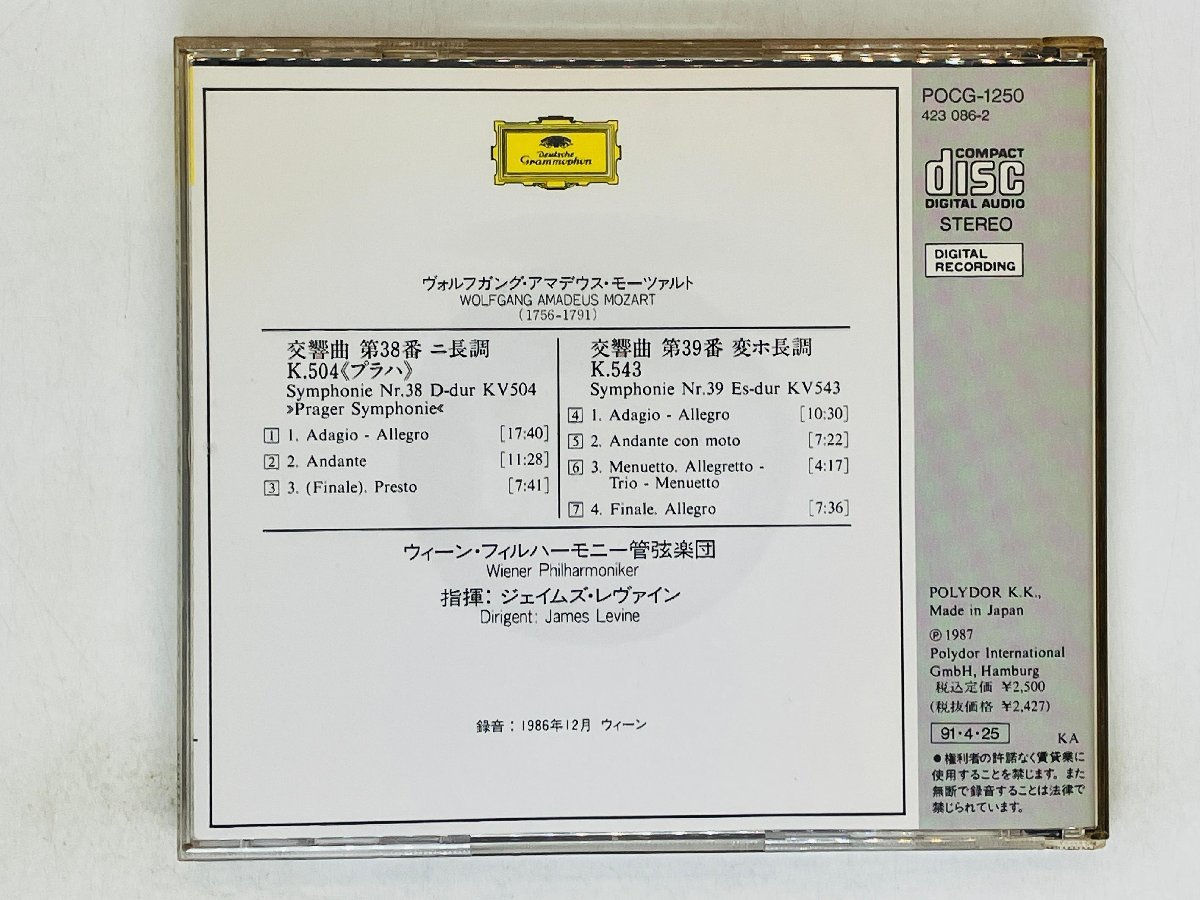 Deutsche
Grammophon
ヴォルフガング・アマデウス・モーツァルト
WOLFGANG AMADEUS MOZART
(1756-1791)
交響曲 第38番 ニ長調
K.504《プラハ》
Symphonie Nr.38 D-dur KV504
»Prager Symphonie«
1 1. Adagio - Allegro [17:40]
2 2. Andante [11:28]
3 3. (Finale). Presto [7:41]
交響曲 第39番 変ホ長調
K.543
Symphonie Nr.39 Es-dur KV543
4 1. Adagio - Allegro [10:30]
5 2. Andante con moto [7:22]
6 3. Menuetto. Allegretto - [4:17]
Trio - Menuetto
7 4. Finale. Allegro [7:36]
ウィーン・フィルハーモニー管弦楽団
Wiener Philharmoniker
指揮: ジェイムズ・レヴァイン
Dirigent: James Levine
録音：1986年12月 ウィーン
POCG-1250
423 086-2
COMPACT
disc
DIGITAL AUDIO
STEREO
DIGITAL
RECORDING
POLYDOR K.K.,
Made in Japan
℗ 1987
Polydor International
GmbH, Hamburg
税込定価 ¥2,500
(税抜価格 ¥2,427)
91・4・25
KA
●権利者の許諾なく賃貸業に
使用することを禁じます。また
無断で録音することは法律で
禁じられています。